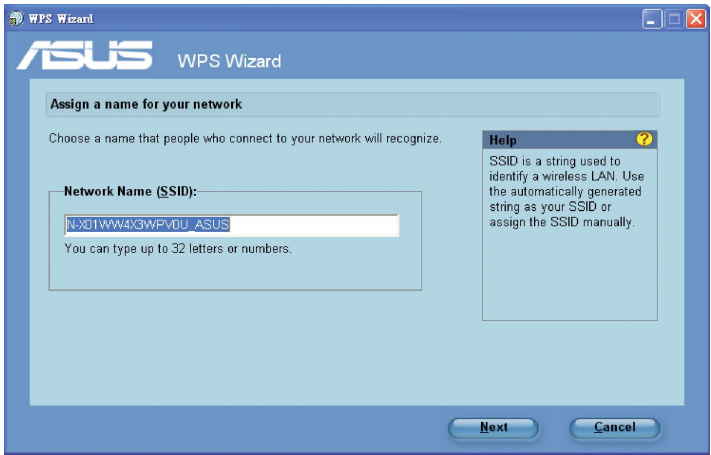 WPS Wizard
ASUS WPS Wizard
Assign a name for your network
Choose a name that people who connect to your network will recognize.
Network Name (SSID):
N-X01WW4X3WPV0U_ASUS
You can type up to 32 letters or numbers.
Help
SSID is a string used to
identify a wireless LAN. Use
the automatically generated
string as your SSID or
assign the SSID manually.
Next
Cancel